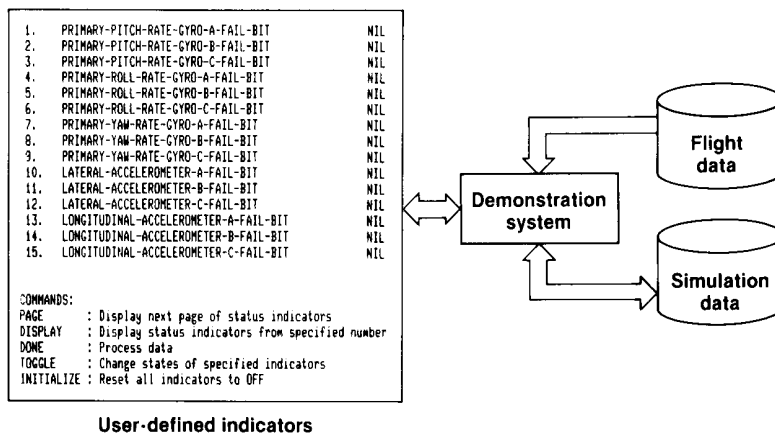 1. PRIMARY-PITCH-RATE-GYRO-A-FAIL-BIT NIL
2. PRIMARY-PITCH-RATE-GYRO-B-FAIL-BIT NIL
3. PRIMARY-PITCH-RATE-GYRO-C-FAIL-BIT NIL
4. PRIMARY-ROLL-RATE-GYRO-A-FAIL-BIT NIL
5. PRIMARY-ROLL-RATE-GYRO-B-FAIL-BIT NIL
6. PRIMARY-ROLL-RATE-GYRO-C-FAIL-BIT NIL
7. PRIMARY-YAW-RATE-GYRO-A-FAIL-BIT NIL
8. PRIMARY-YAW-RATE-GYRO-B-FAIL-BIT NIL
9. PRIMARY-YAW-RATE-GYRO-C-FAIL-BIT NIL
10. LATERAL-ACCELEROMETER-A-FAIL-BIT NIL
11. LATERAL-ACCELEROMETER-B-FAIL-BIT NIL
12. LATERAL-ACCELEROMETER-C-FAIL-BIT NIL
13. LONGITUDINAL-ACCELEROMETER-A-FAIL-BIT NIL
14. LONGITUDINAL-ACCELEROMETER-B-FAIL-BIT NIL
15. LONGITUDINAL-ACCELEROMETER-C-FAIL-BIT NIL
COMMANDS:
PAGE : Display next page of status indicators
DISPLAY : Display status indicators from specified number
DONE : Process data
TOGGLE : Change states of specified indicators
INITIALIZE : Reset all indicators to OFF
User-defined indicators
Demonstration
system
Flight
data
Simulation
data